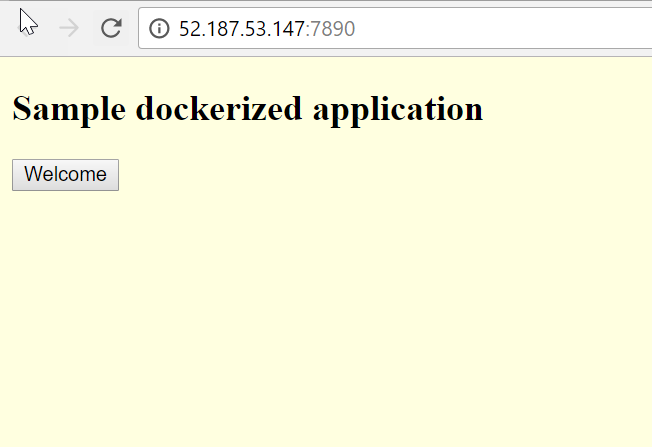 52.187.53.147:7890
Sample dockerized application
Welcome